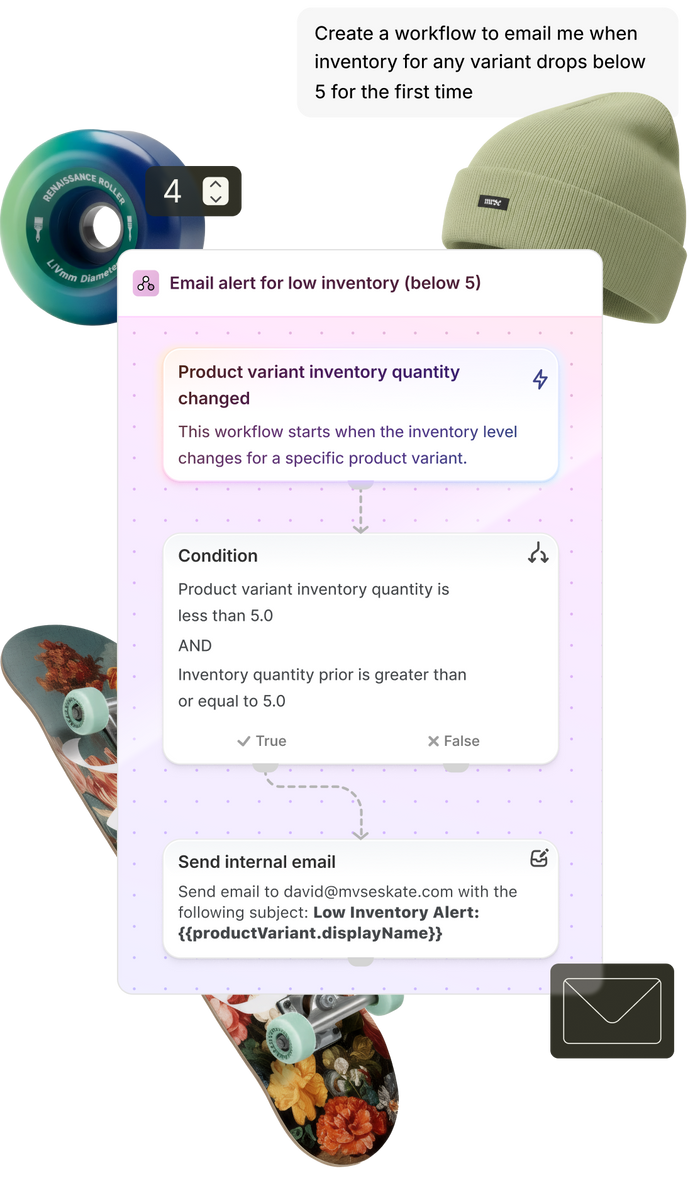 Create a workflow to email me when
inventory for any variant drops below
5 for the first time
RENAISSANCE ROLLER
LIVmm Diamete
4
Email alert for low inventory (below 5)
Product variant inventory quantity
changed
This workflow starts when the inventory level
changes for a specific product variant.
Condition
Product variant inventory quantity is
less than 5.0
AND
Inventory quantity prior is greater than
or equal to 5.0
True
False
Send internal email
Send email to david@mvseskate.com with the
following subject: Low Inventory Alert:
{{productVariant.displayName}}